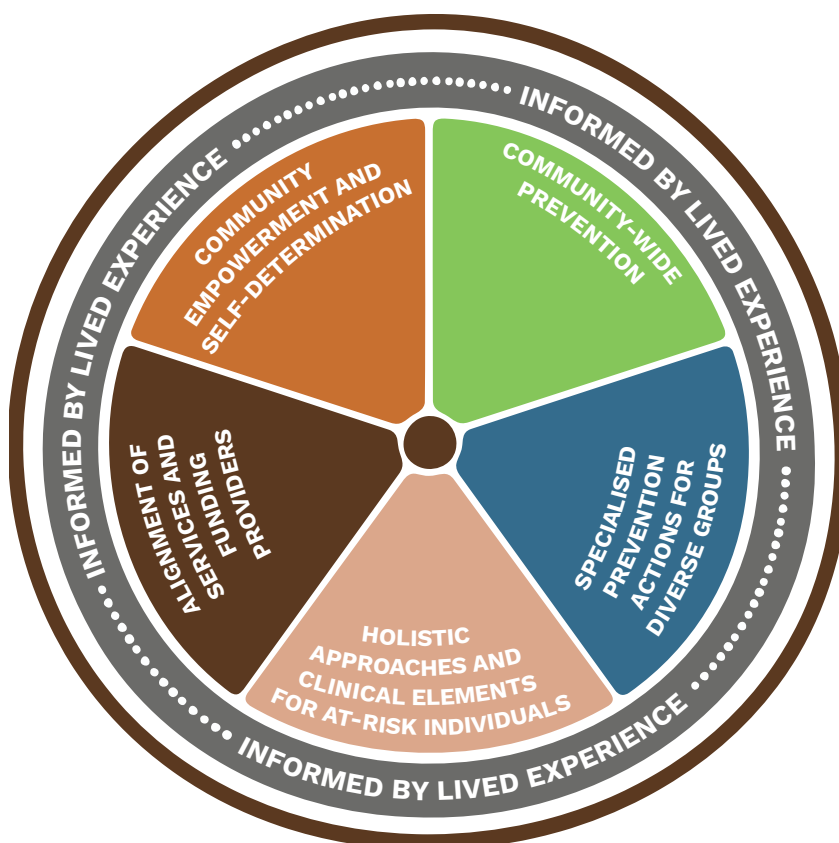 INFORMED BY LIVED EXPERIENCE
INFORMED BY LIVED EXPERIENCE
INFORMED BY LIVED EXPERIENCE
COMMUNITY-WIDE
PREVENTION
SPECIALISED
PREVENTION
ACTIONS FOR
DIVERSE GROUPS
HOLISTIC
APPROACHES AND
CLINICAL ELEMENTS
FOR AT-RISK INDIVIDUALS
ALIGNMENT OF
SERVICES AND
FUNDING
PROVIDERS
COMMUNITY
EMPOWERMENT AND
SELF-DETERMINATION